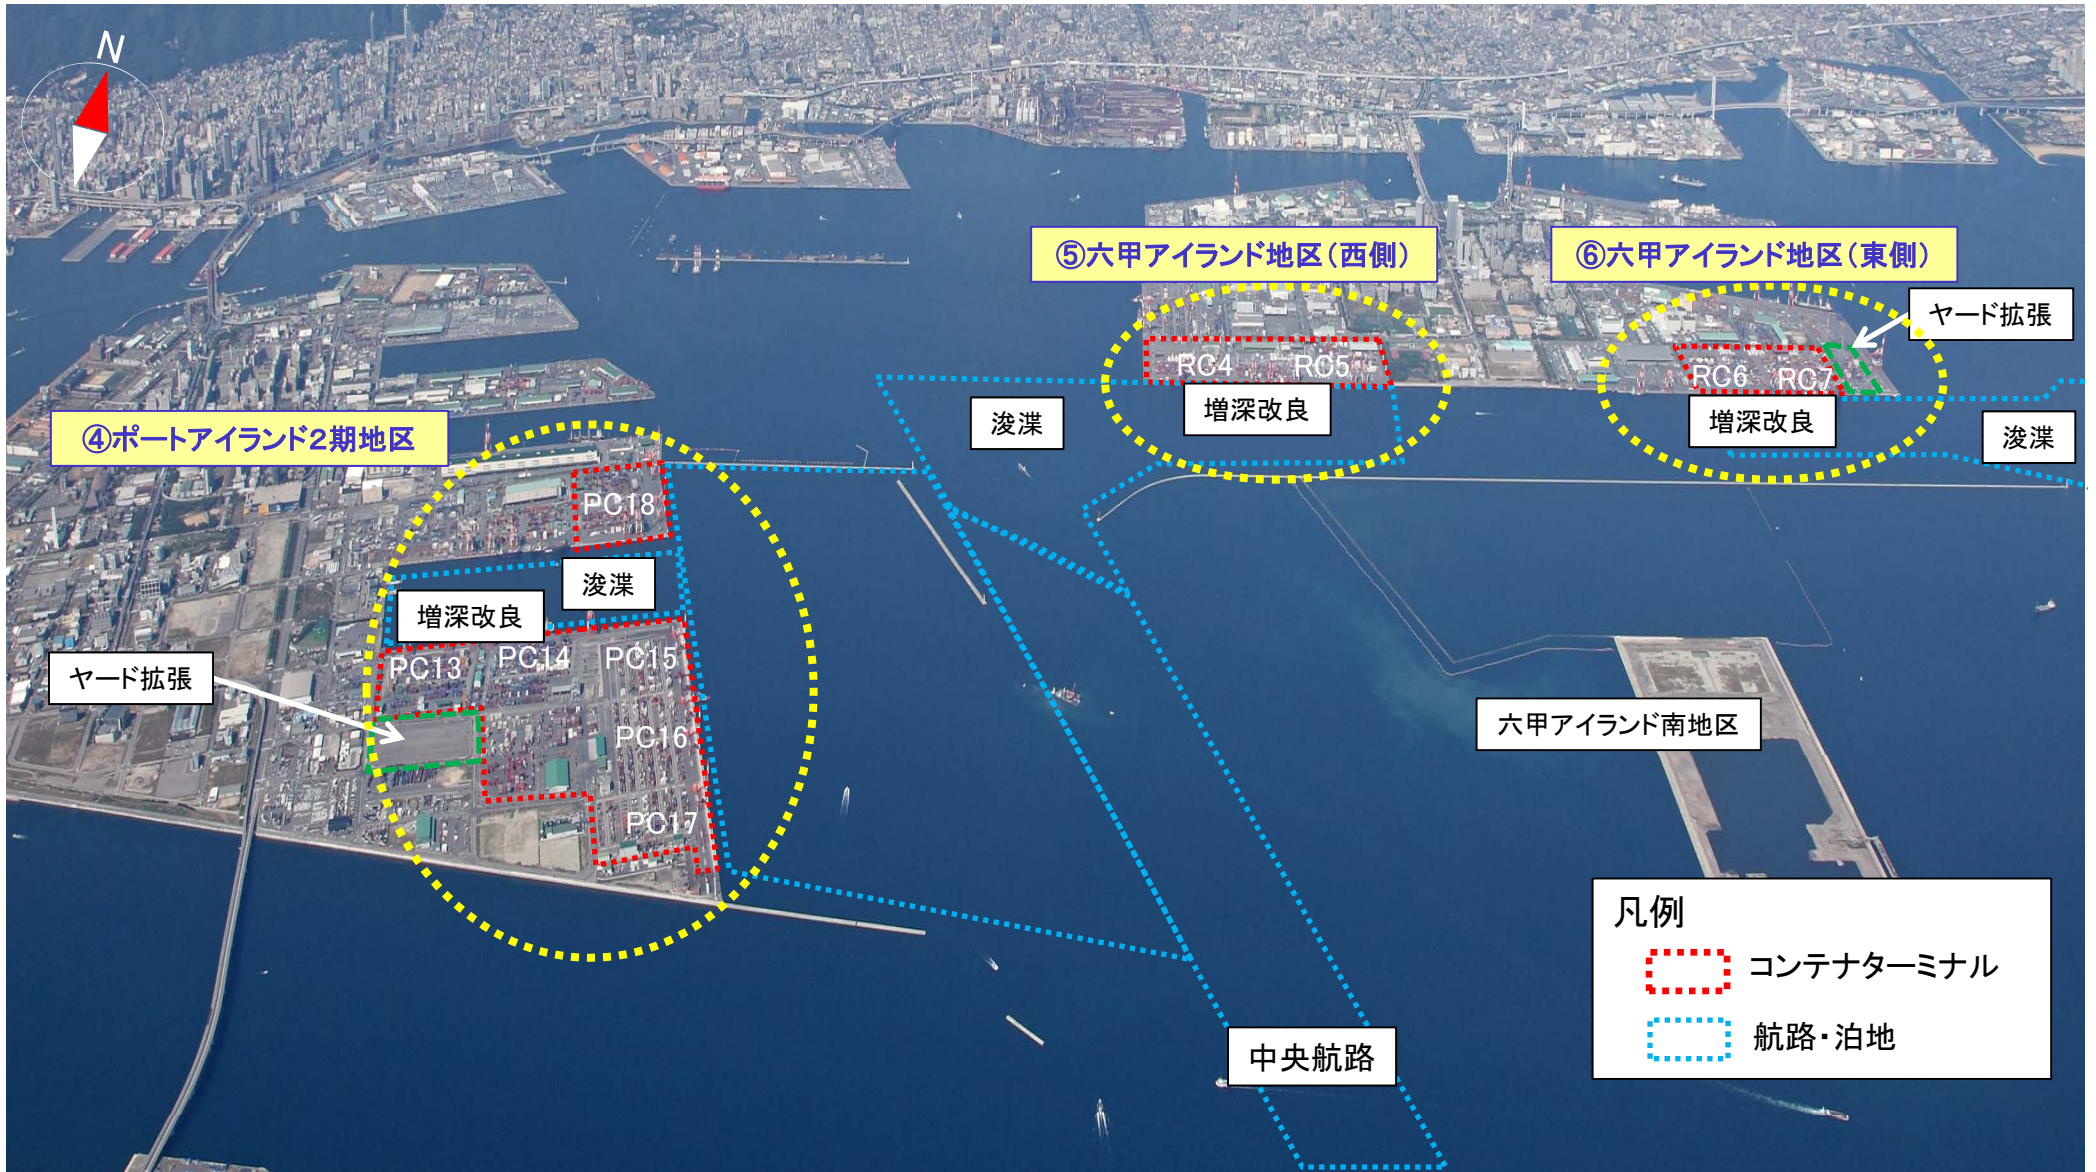 N
⑤六甲アイランド地区（西側）
⑥六甲アイランド地区（東側）
ヤード拡張
RC4
RC5
RC6
RC7
浚渫
増深改良
増深改良
浚渫
④ポートアイランド２期地区
PC18
浚渫
増深改良
PC13
PC14
PC15
ヤード拡張
PC16
PC17
六甲アイランド南地区
中央航路
凡例
コンテナターミナル
航路・泊地